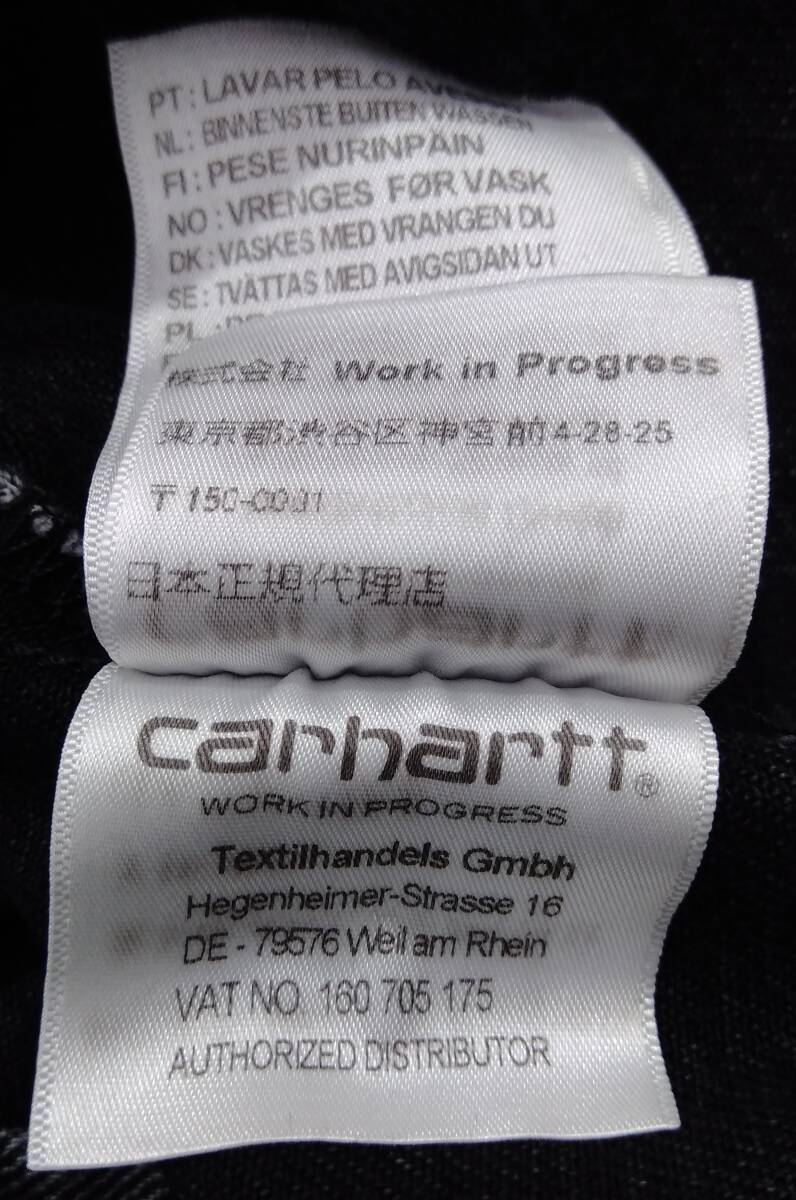 PT : LAVAR PELO
NL : BINNENSTE BUITEN WASSEN
FI : PESE NURINPÄIN
NO : VRENGES FØR VASK
DK : VASKES MED VRANGEN DU
SE : TVÄTTAS MED AVIGSIDAN UT
PL :
株式会社 Work in Progress
東京都渋谷区神宮前4-28-25
〒150-0001
日本正規代理店
carhartt®
WORK IN PROGRESS
Textilhandels Gmbh
Hegenheimer-Strasse 16
DE - 79576 Weil am Rhein
VAT NO. 160 705 175
AUTHORIZED DISTRIBUTOR